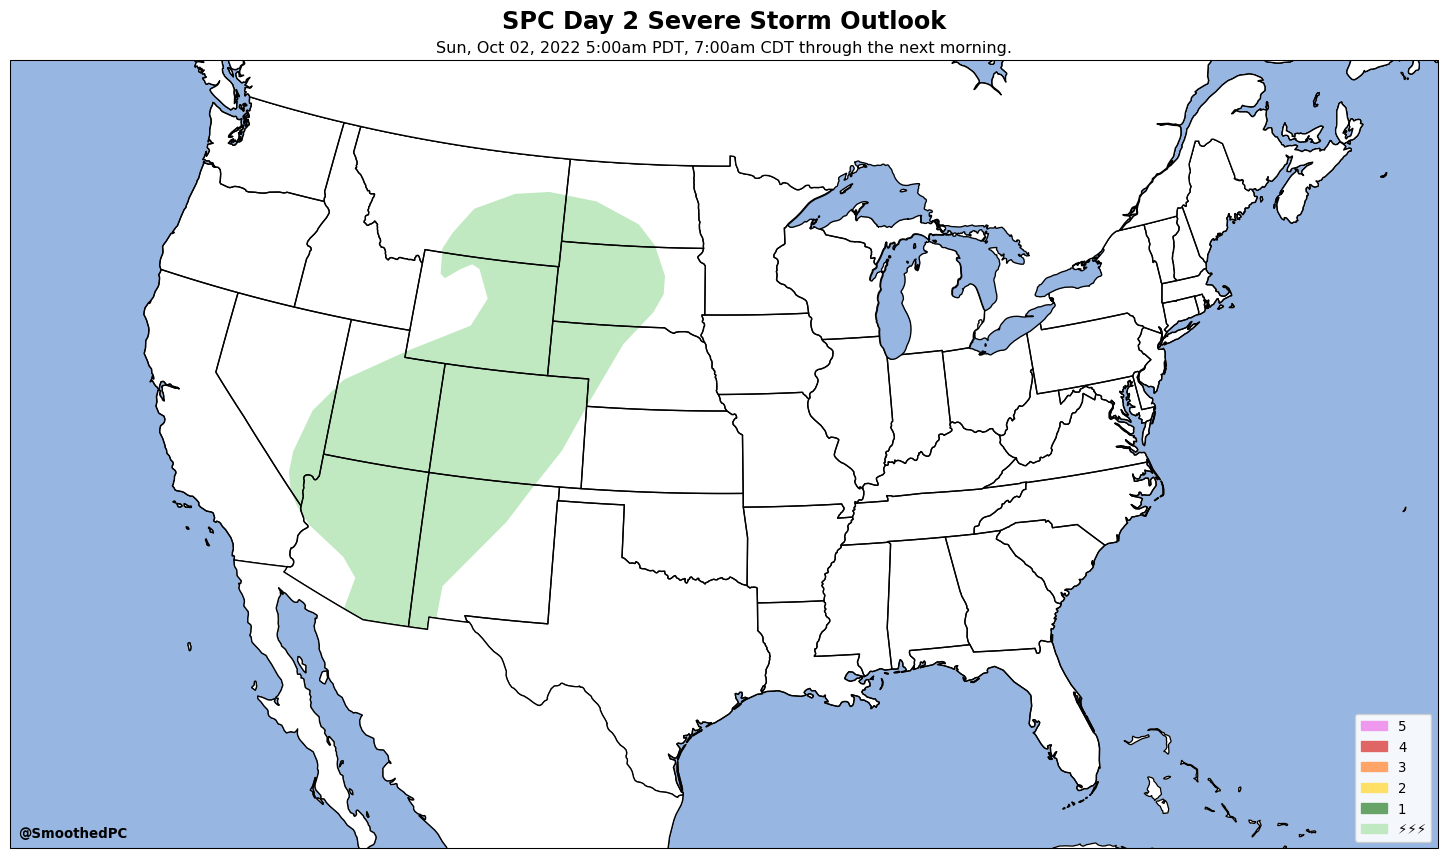 SPC Day 2 Severe Storm Outlook
Sun, Oct 02, 2022 5:00am PDT, 7:00am CDT through the next morning.
5
4
3
2
1
⚡⚡⚡
@SmoothedPC